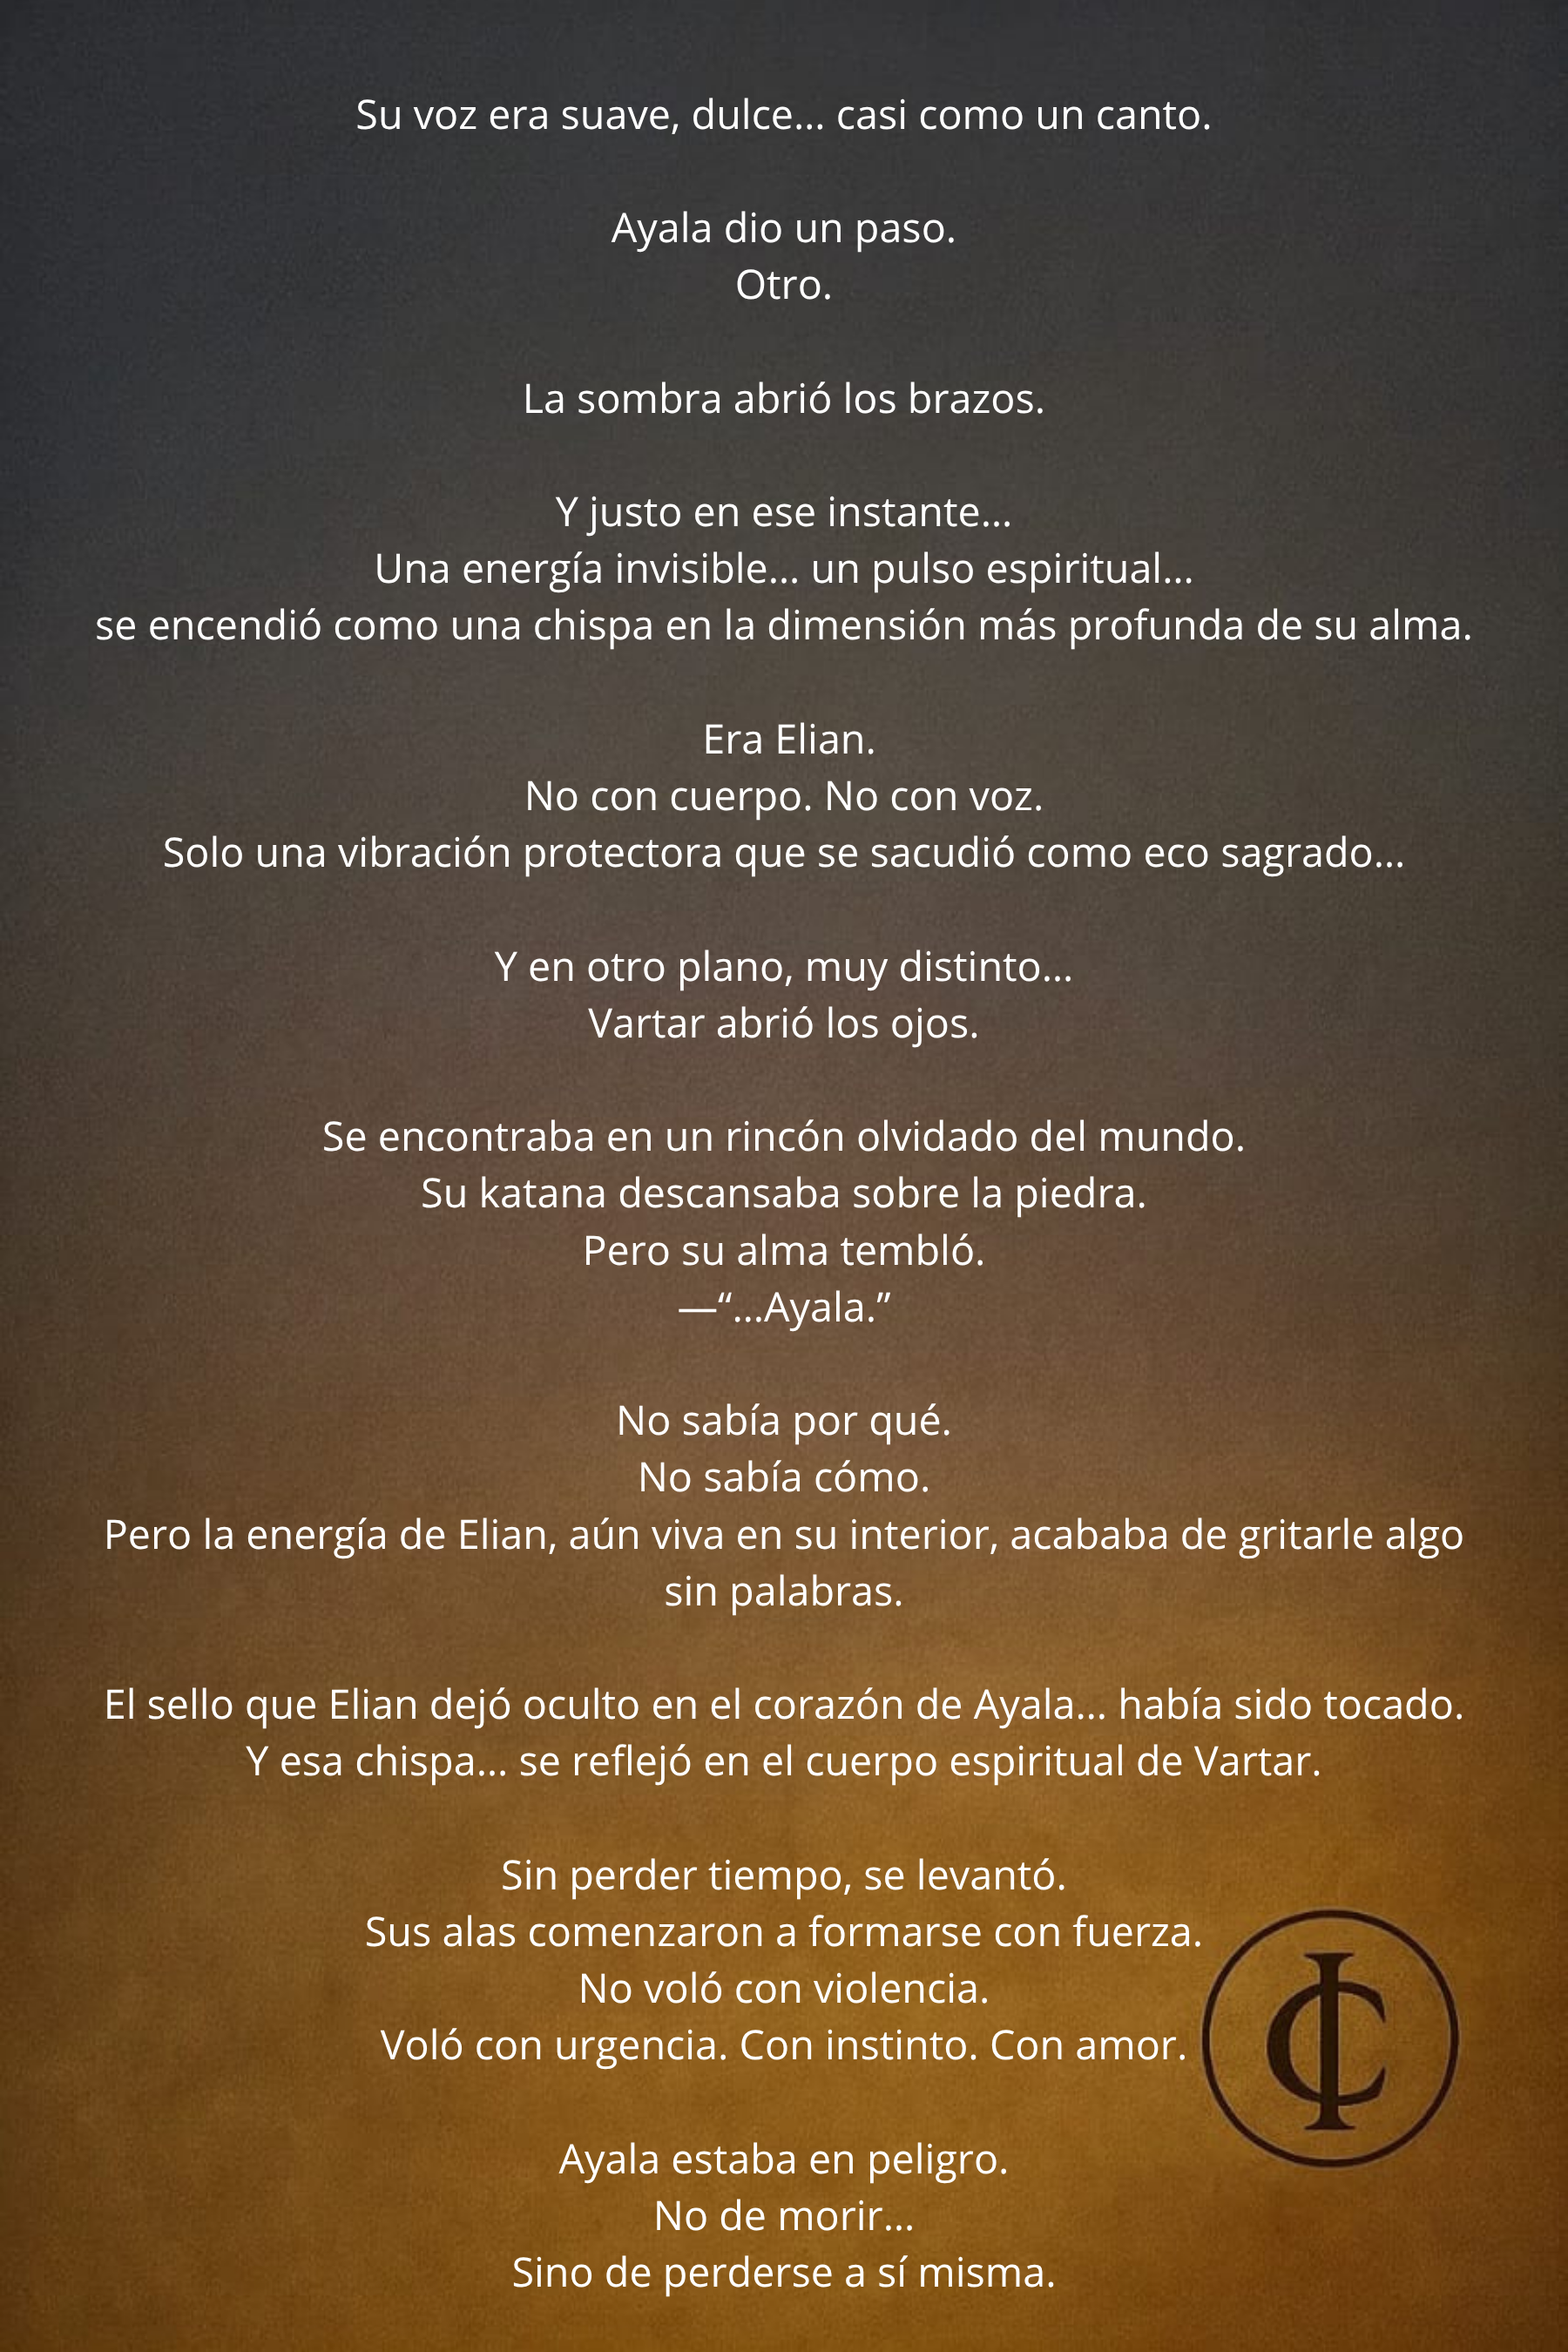 Su voz era suave, dulce... casi como un canto.
Ayala dio un paso.
Otro.
La sombra abrió los brazos.
Y justo en ese instante...
Una energía invisible... un pulso espiritual...
se encendió como una chispa en la dimensión más profunda de su alma.
Era Elian.
No con cuerpo. No con voz.
Solo una vibración protectora que se sacudió como eco sagrado...
Y en otro plano, muy distinto...
Vartar abrió los ojos.
Se encontraba en un rincón olvidado del mundo.
Su katana descansaba sobre la piedra.
Pero su alma tembló.
—“...Ayala.”
No sabía por qué.
No sabía cómo.
Pero la energía de Elian, aún viva en su interior, acababa de gritarle algo
sin palabras.
El sello que Elian dejó oculto en el corazón de Ayala... había sido tocado.
Y esa chispa... se reflejó en el cuerpo espiritual de Vartar.
Sin perder tiempo, se levantó.
Sus alas comenzaron a formarse con fuerza.
No voló con violencia.
Voló con urgencia. Con instinto. Con amor.
IC
Ayala estaba en peligro.
No de morir...
Sino de perderse a sí misma.